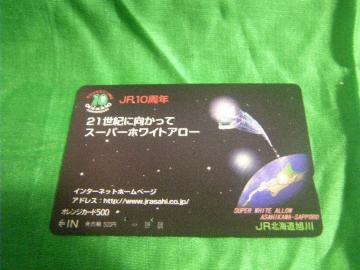 10
JR10周年
21世紀に向かって
スーパーホワイトアロー
インターネットホームページ
アドレス:http://www.jrasahi.co.jp/
オレンジカード500
←IN
SUPER WHITE ALLOW
ASAHIKAWA-SAPPORO
JR北海道旭川